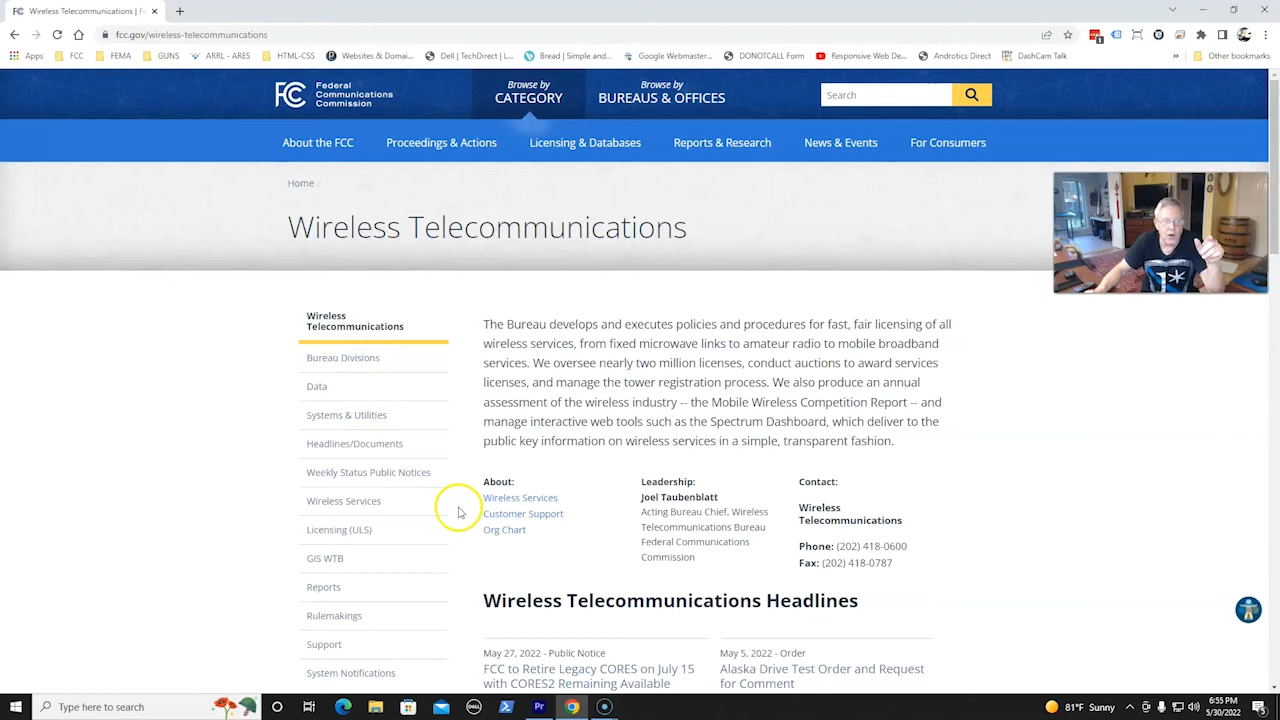 Wireless Telecommunications | F
fcc.gov/wireless-telecommunications
1
Apps
FCC
FEMA
GUNS
ARRL - ARES
HTML-CSS
Websites & Domai...
Dell | TechDirect | L...
Bread | Simple and...
Google Webmaster...
DONOTCALL Form
Responsive Web De...
Androtics Direct
DashCam Talk
»
Other bookmarks
FCC
Federal
Communications
Commission
Browse by
CATEGORY
Browse by
BUREAUS & OFFICES
Search
About the FCC
Proceedings & Actions
Licensing & Databases
Reports & Research
News & Events
For Consumers
Home /
Wireless Telecommunications
Wireless
Telecommunications
Bureau Divisions
Data
Systems & Utilities
Headlines/Documents
Weekly Status Public Notices
Wireless Services
Licensing (ULS)
GiS WTB
Reports
Rulemakings
Support
System Notifications
The Bureau develops and executes policies and procedures for fast, fair licensing of all
wireless services, from fixed microwave links to amateur radio to mobile broadband
services. We oversee nearly two million licenses, conduct auctions to award services
licenses, and manage the tower registration process. We also produce an annual
assessment of the wireless industry -- the Mobile Wireless Competition Report -- and
manage interactive web tools such as the Spectrum Dashboard, which deliver to the
public key information on wireless services in a simple, transparent fashion.
About:
Wireless Services
Customer Support
Org Chart
Leadership:
Joel Taubenblatt
Acting Bureau Chief, Wireless
Telecommunications Bureau
Federal Communications
Commission
Contact:
Wireless
Telecommunications
Phone: (202) 418-0600
Fax: (202) 418-0787
Wireless Telecommunications Headlines
May 27, 2022 - Public Notice
FCC to Retire Legacy CORES on July 15
with CORES2 Remaining Available
May 5, 2022 - Order
Alaska Drive Test Order and Request
for Comment
Type here to search
DELL
Pr
81°F Sunny
6:55 PM
5/30/2022